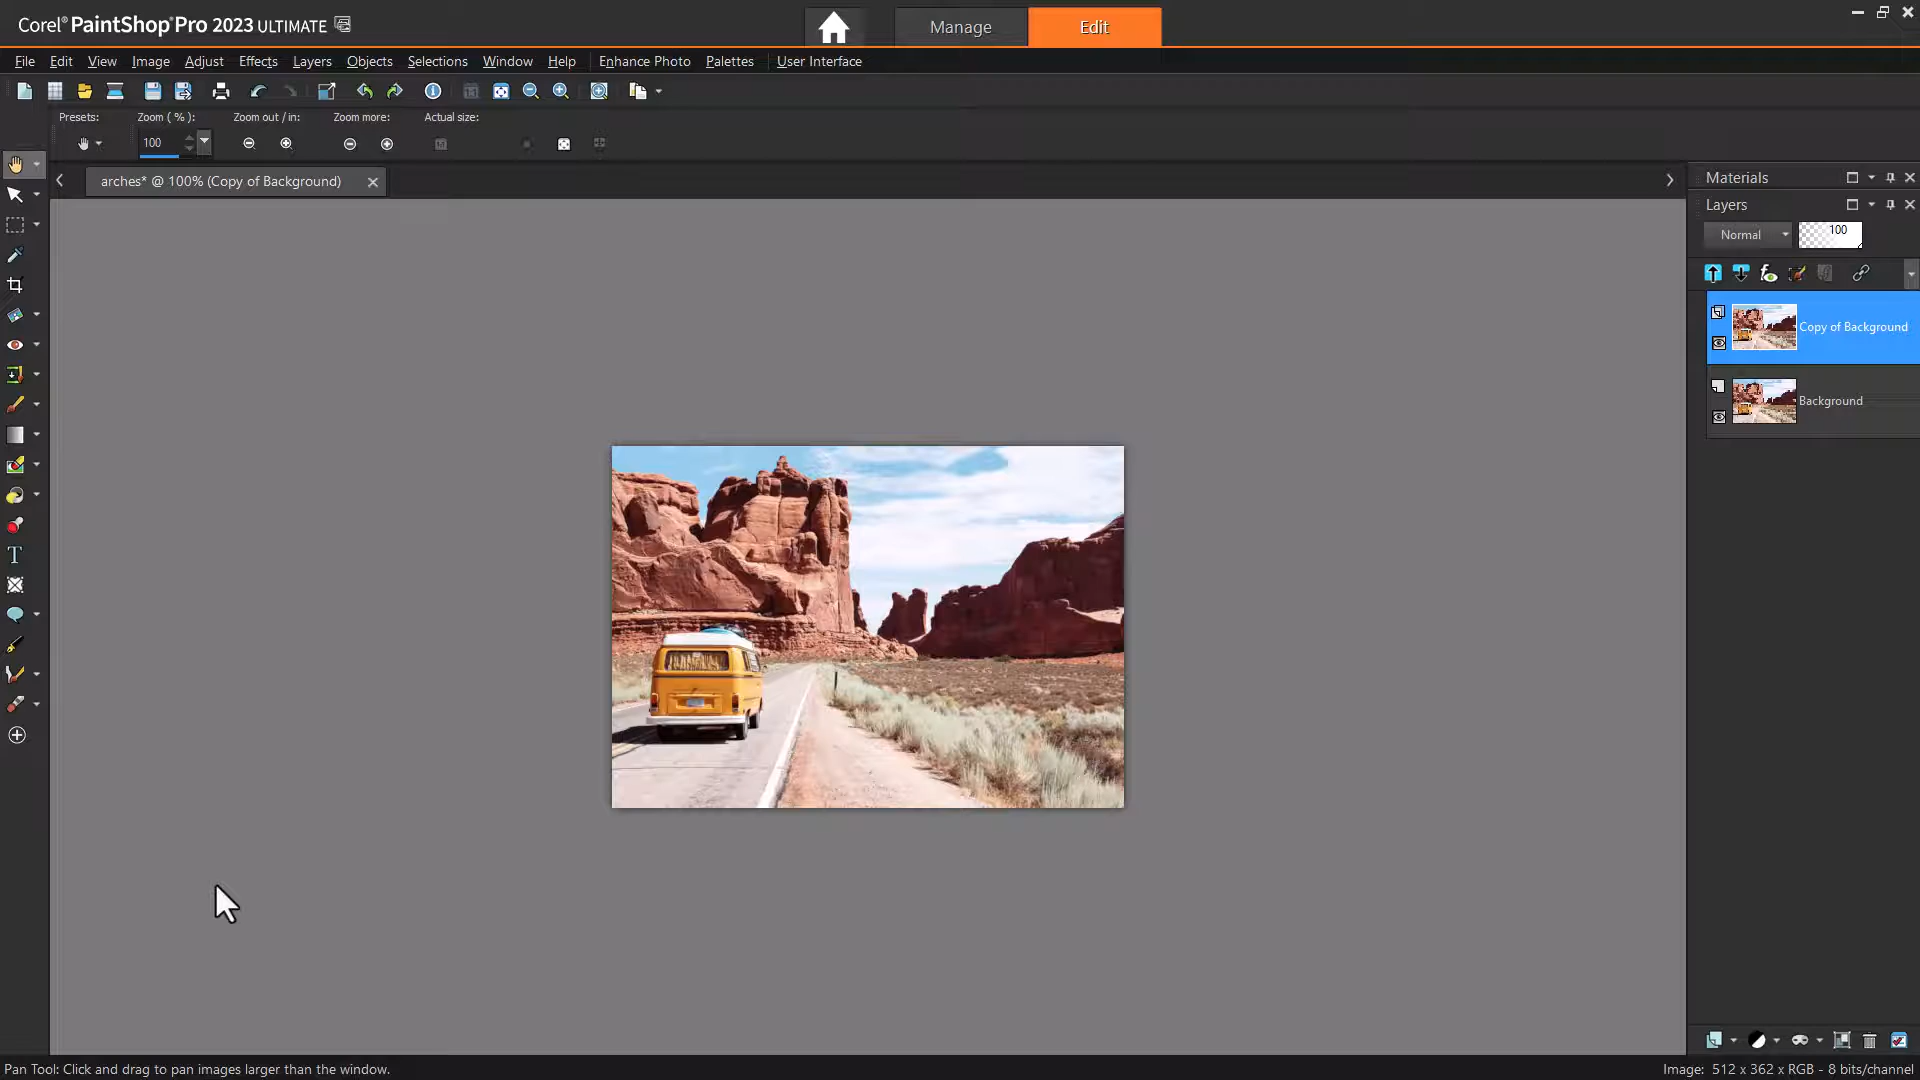 Corel® PaintShop® Pro 2023 ULTIMATE
Manage
Edit
File Edit View Image Adjust Effects Layers Objects Selections Window Help Enhance Photo Palettes User Interface
Presets: Zoom ( % ): Zoom out / in: Zoom more: Actual size:
100
arches* @ 100% (Copy of Background)
Materials
Layers
Normal 100
Copy of Background
Background
Pan Tool: Click and drag to pan images larger than the window.
Image: 512 x 362 x RGB - 8 bits/channel